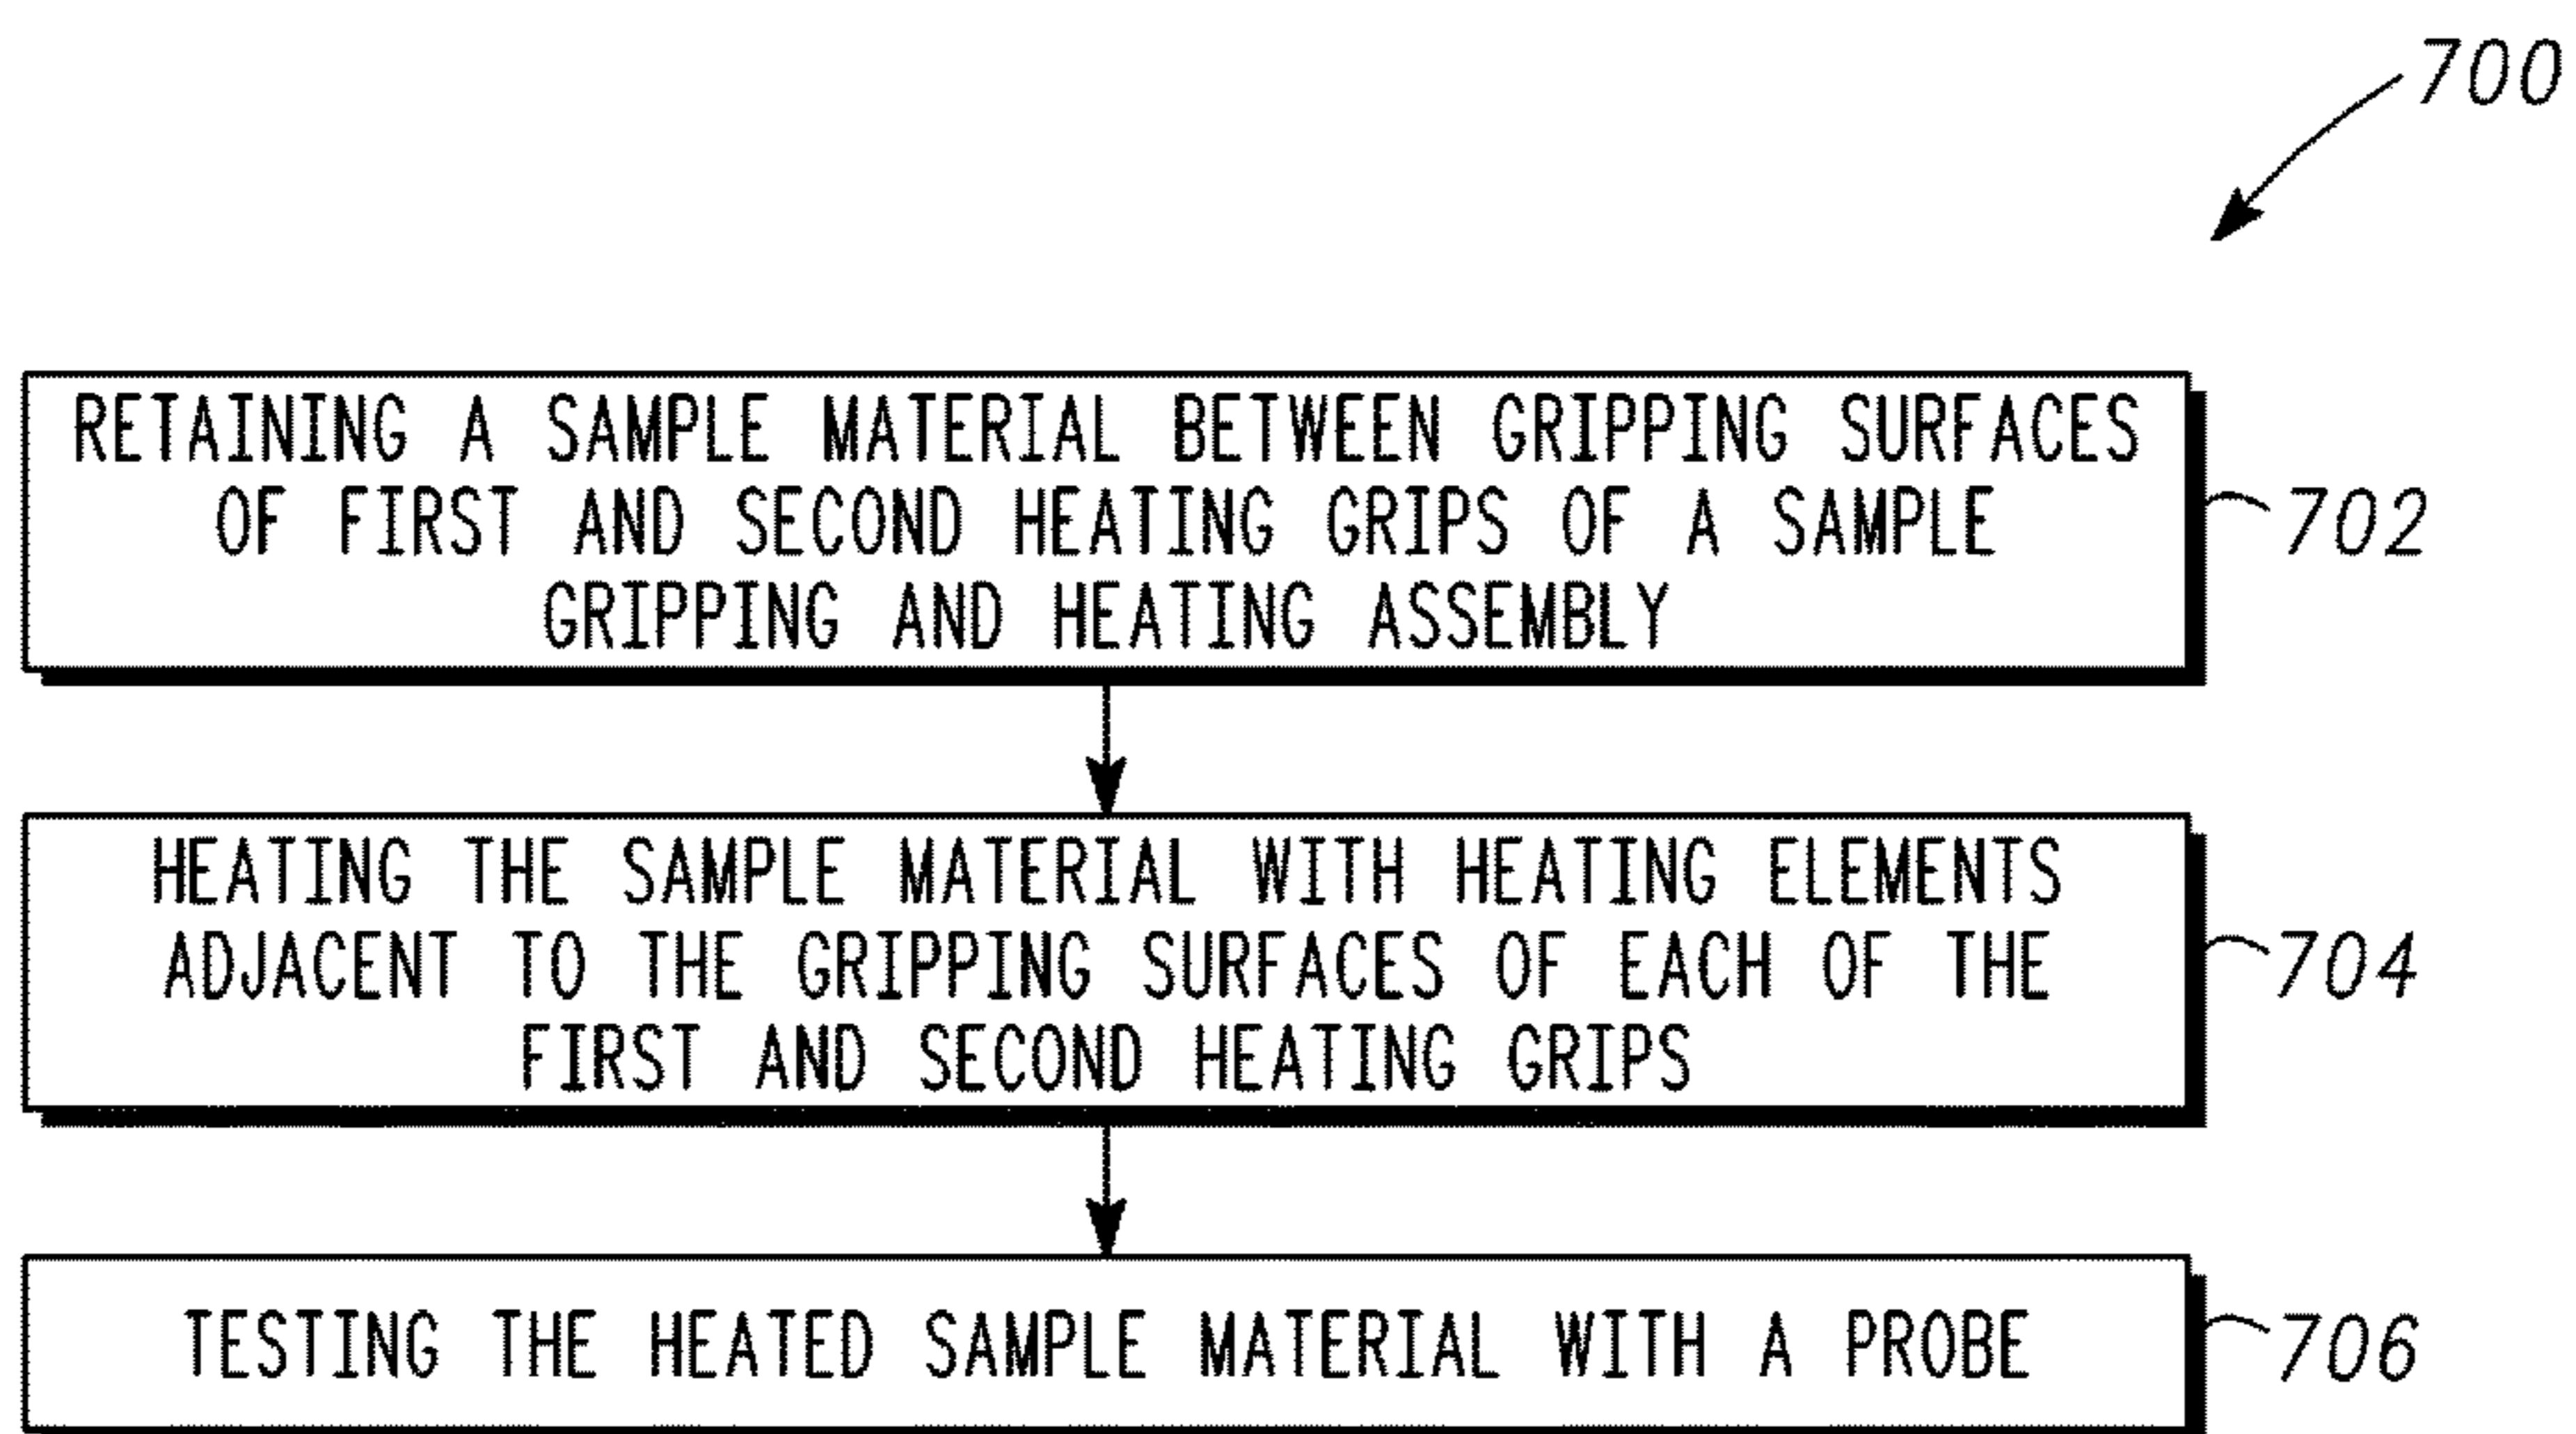 700
RETAINING A SAMPLE MATERIAL BETWEEN GRIPPING SURFACES
OF FIRST AND SECOND HEATING GRIPS OF A SAMPLE
GRIPPING AND HEATING ASSEMBLY
702
HEATING THE SAMPLE MATERIAL WITH HEATING ELEMENTS
ADJACENT TO THE GRIPPING SURFACES OF EACH OF THE
FIRST AND SECOND HEATING GRIPS
704
TESTING THE HEATED SAMPLE MATERIAL WITH A PROBE
706